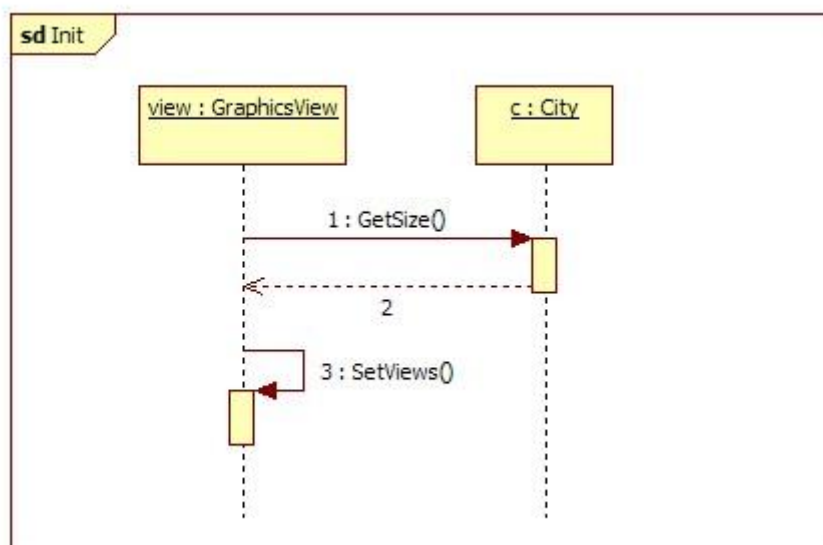 sd Init
view : GraphicsView
c : City
1 : GetSize()
2
3 : SetViews()